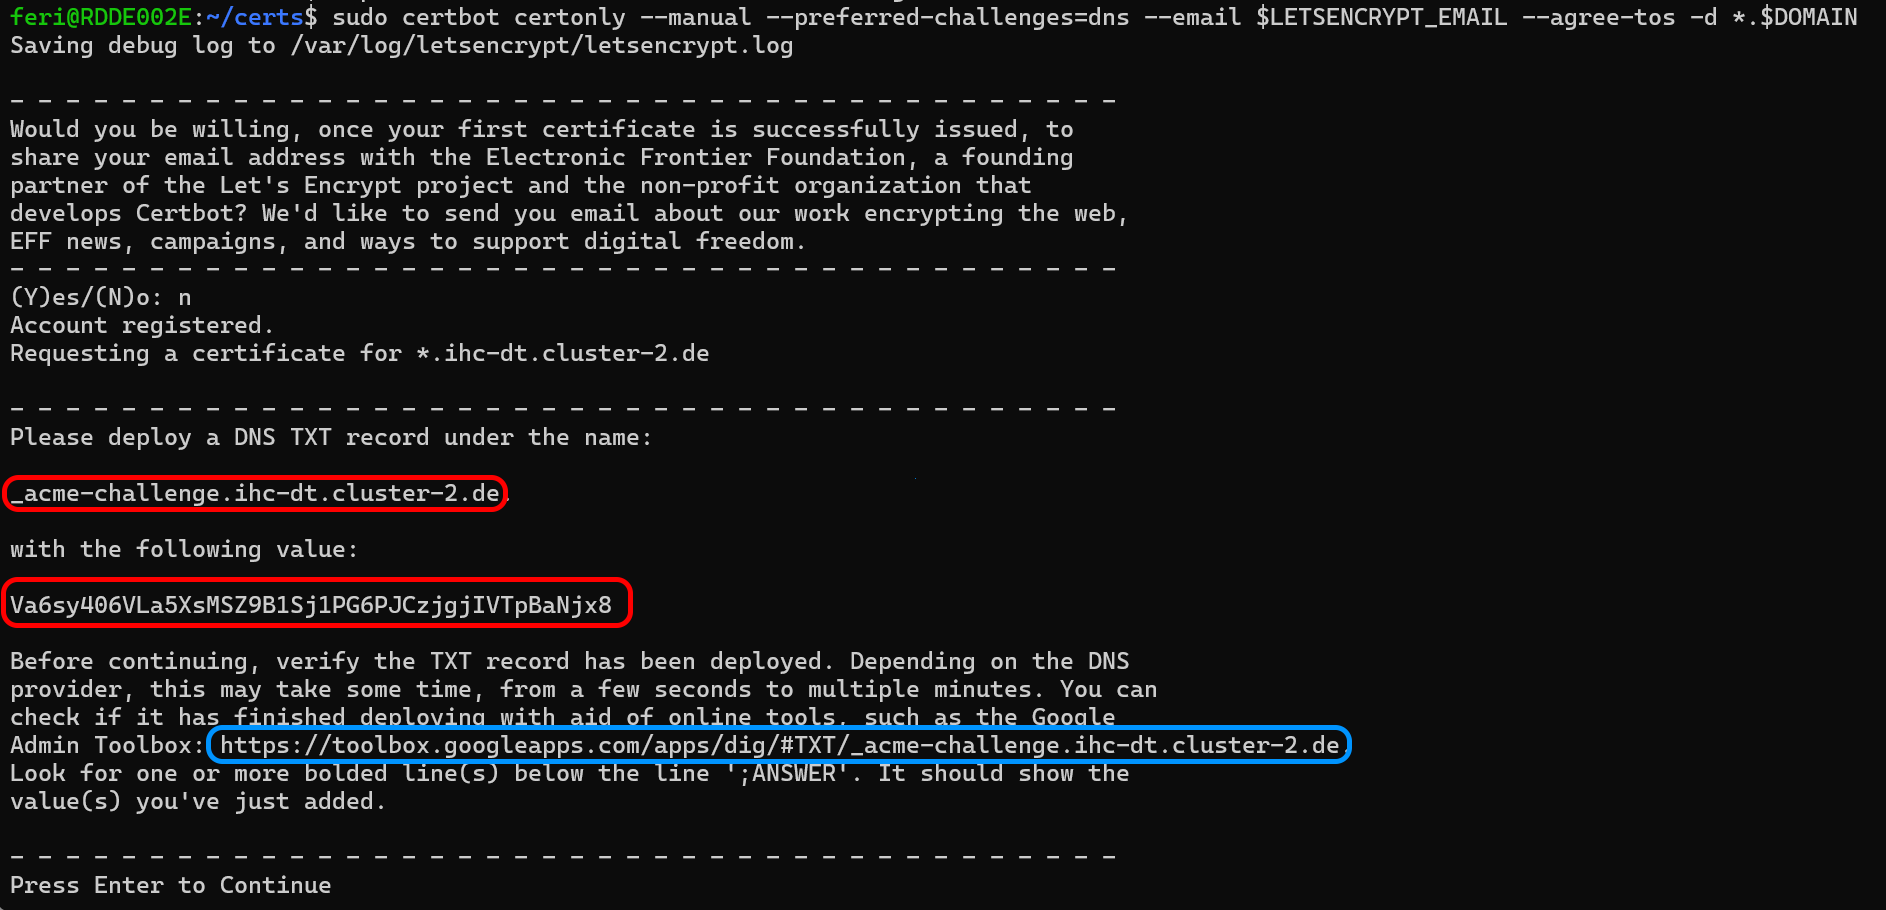 feri@RDDE002E:~/certs$ sudo certbot certonly --manual --preferred-challenges=dns --email $LETSENCRYPT_EMAIL --agree-tos -d *.$DOMAIN
Saving debug log to /var/log/letsencrypt/letsencrypt.log
- - - - - - - - - - - - - - - - - - - - - - - - - - - - - - - - - - - - - - - -
Would you be willing, once your first certificate is successfully issued, to
share your email address with the Electronic Frontier Foundation, a founding
partner of the Let's Encrypt project and the non-profit organization that
develops Certbot? We'd like to send you email about our work encrypting the web,
EFF news, campaigns, and ways to support digital freedom.
- - - - - - - - - - - - - - - - - - - - - - - - - - - - - - - - - - - - - - - -
(Y)es/(N)o: n
Account registered.
Requesting a certificate for *.ihc-dt.cluster-2.de
- - - - - - - - - - - - - - - - - - - - - - - - - - - - - - - - - - - - - - - -
Please deploy a DNS TXT record under the name:
_acme-challenge.ihc-dt.cluster-2.de.
with the following value:
Va6sy406VLa5XsMSZ9B1Sj1PG6PJCzjgjIVTpBaNjx8
Before continuing, verify the TXT record has been deployed. Depending on the DNS
provider, this may take some time, from a few seconds to multiple minutes. You can
check if it has finished deploying with aid of online tools, such as the Google
Admin Toolbox: https://toolbox.googleapps.com/apps/dig/#TXT/_acme-challenge.ihc-dt.cluster-2.de.
Look for one or more bolded line(s) below the line ';ANSWER'. It should show the
value(s) you've just added.
- - - - - - - - - - - - - - - - - - - - - - - - - - - - - - - - - - - - - - - -
Press Enter to Continue